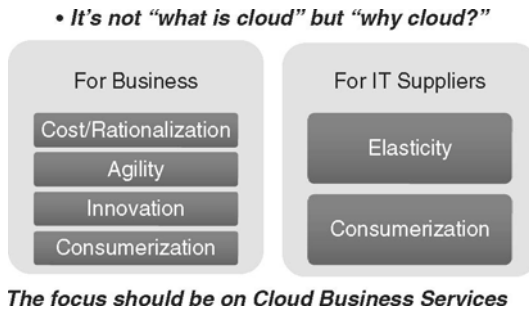 • It's not "what is cloud" but "why cloud?"
For Business
Cost/Rationalization
Agility
Innovation
Consumerization
For IT Suppliers
Elasticity
Consumerization
The focus should be on Cloud Business Services